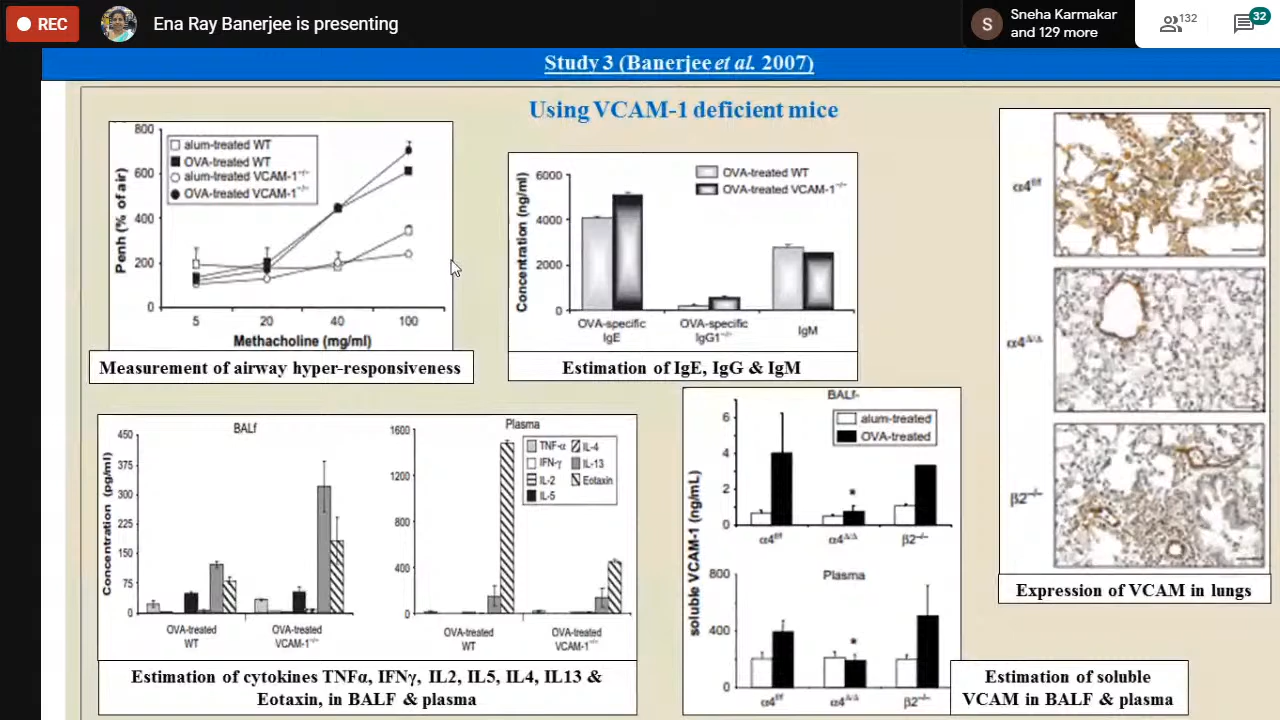 REC
Ena Ray Banerjee is presenting
S
Sneha Karmakar
and 129 more
132
32
Study 3 (Banerjee et al. 2007)
Using VCAM-1 deficient mice
800
600
400
200
0
Penh (% of air)
alum-treated WT
OVA-treated WT
alum-treated VCAM-1⁻/⁻
OVA-treated VCAM-1⁻/⁻
5 20 40 100
Methacholine (mg/ml)
Measurement of airway hyper-responsiveness
6000
4000
2000
0
Concentration (ng/ml)
OVA-treated WT
OVA-treated VCAM-1⁻/⁻
OVA-specific
IgE
OVA-specific
IgG1⁻/⁻
IgM
Estimation of IgE, IgG & IgM
α4f/f
α4Δ/Δ
β2⁻/⁻
Expression of VCAM in lungs
BALf
450
375
300
225
150
75
0
Concentration (pg/ml)
OVA-treated
WT
OVA-treated
VCAM-1⁻/⁻
Plasma
1600
1200
800
400
0
TNF-α IL-4
IFN-γ IL-13
IL-2 Eotaxin
IL-5
OVA-treated
WT
OVA-treated
VCAM-1⁻/⁻
Estimation of cytokines TNFα, IFNγ, IL2, IL5, IL4, IL13 &
Eotaxin, in BALF & plasma
BALf-
alum-treated
OVA-treated
6
4
2
0
*
α4f/f α4Δ/Δ β2⁻/⁻
soluble VCAM-1 (ng/mL)
Plasma
800
400
0
*
α4f/f α4Δ/Δ β2⁻/⁻
Estimation of soluble
VCAM in BALF & plasma